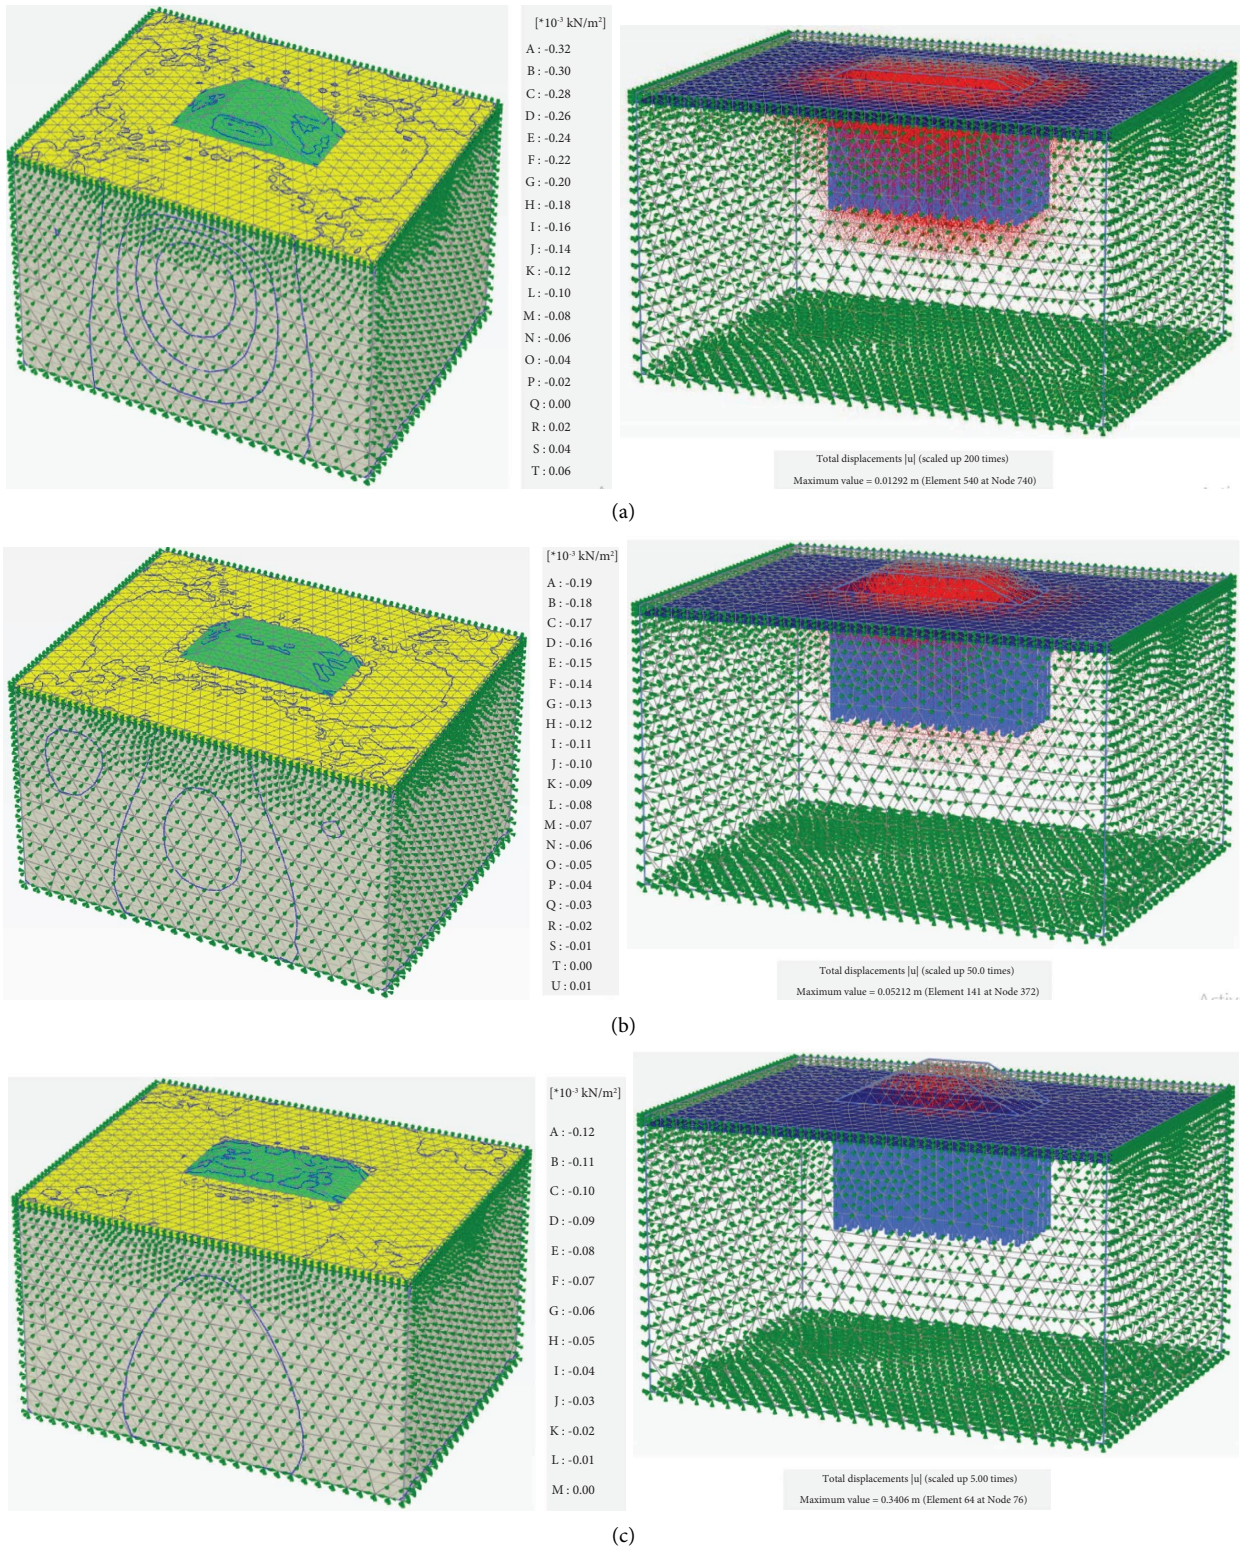 [*10-3 kN/m2]
A : -0.32
B : -0.30
C : -0.28
D : -0.26
E : -0.24
F : -0.22
G : -0.20
H : -0.18
I : -0.16
J : -0.14
K : -0.12
L : -0.10
M : -0.08
N : -0.06
O : -0.04
P : -0.02
Q : 0.00
R : 0.02
S : 0.04
T : 0.06
Total displacements |u| (scaled up 200 times)
Maximum value = 0.01292 m (Element 540 at Node 740)
(a)
[*10-3 kN/m2]
A : -0.19
B : -0.18
C : -0.17
D : -0.16
E : -0.15
F : -0.14
G : -0.13
H : -0.12
I : -0.11
J : -0.10
K : -0.09
L : -0.08
M : -0.07
N : -0.06
O : -0.05
P : -0.04
Q : -0.03
R : -0.02
S : -0.01
T : 0.00
U : 0.01
Total displacements |u| (scaled up 50.0 times)
Maximum value = 0.05212 m (Element 141 at Node 372)
(b)
[*10-3 kN/m2]
A : -0.12
B : -0.11
C : -0.10
D : -0.09
E : -0.08
F : -0.07
G : -0.06
H : -0.05
I : -0.04
J : -0.03
K : -0.02
L : -0.01
M : 0.00
Total displacements |u| (scaled up 5.00 times)
Maximum value = 0.3406 m (Element 64 at Node 76)
(c)